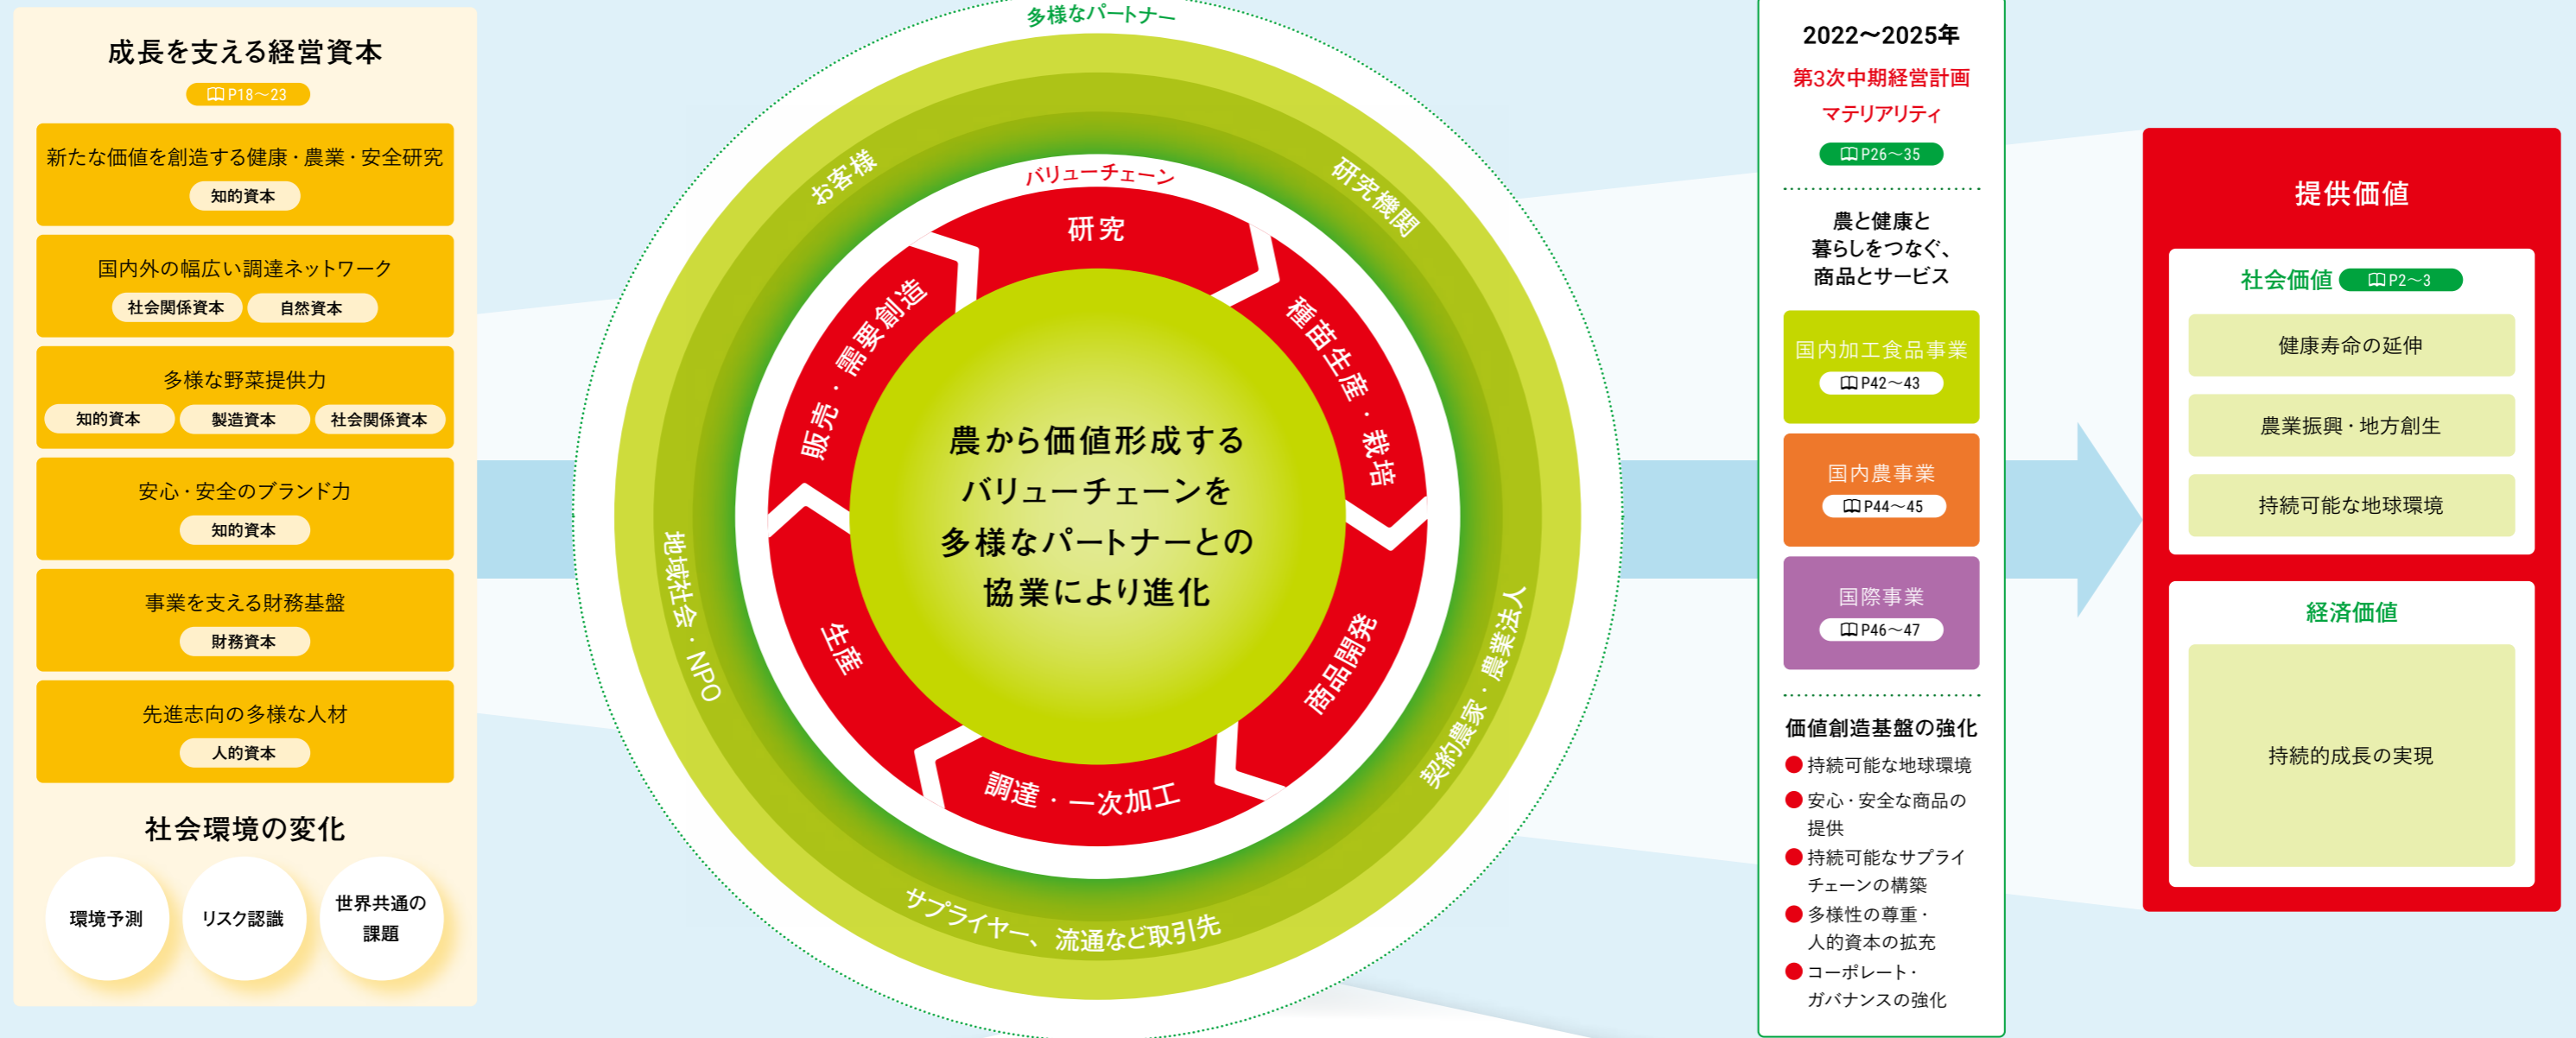 成長を支える経営資本
P18〜23
新たな価値を創造する健康・農業・安全研究
知的資本
国内外の幅広い調達ネットワーク
社会関係資本 自然資本
多様な野菜提供力
知的資本 製造資本 社会関係資本
安心・安全のブランド力
知的資本
事業を支える財務基盤
財務資本
先進志向の多様な人材
人的資本
社会環境の変化
環境予測
リスク認識
世界共通の
課題
多様なパートナー
お客様
研究機関
契約農家・農業法人
サプライヤー、流通など取引先
地域社会・NPO
バリューチェーン
研究
種苗生産・栽培
商品開発
調達・一次加工
生産
販売・需要創造
農から価値形成する
バリューチェーンを
多様なパートナーとの
協業により進化
2022〜2025年
第3次中期経営計画
マテリアリティ
P26〜35
農と健康と
暮らしをつなぐ、
商品とサービス
国内加工食品事業
P42〜43
国内農事業
P44〜45
国際事業
P46〜47
価値創造基盤の強化
持続可能な地球環境
安心・安全な商品の
提供
持続可能なサプライ
チェーンの構築
多様性の尊重・
人的資本の拡充
コーポレート・
ガバナンスの強化
提供価値
社会価値 P2〜3
健康寿命の延伸
農業振興・地方創生
持続可能な地球環境
経済価値
持続的成長の実現